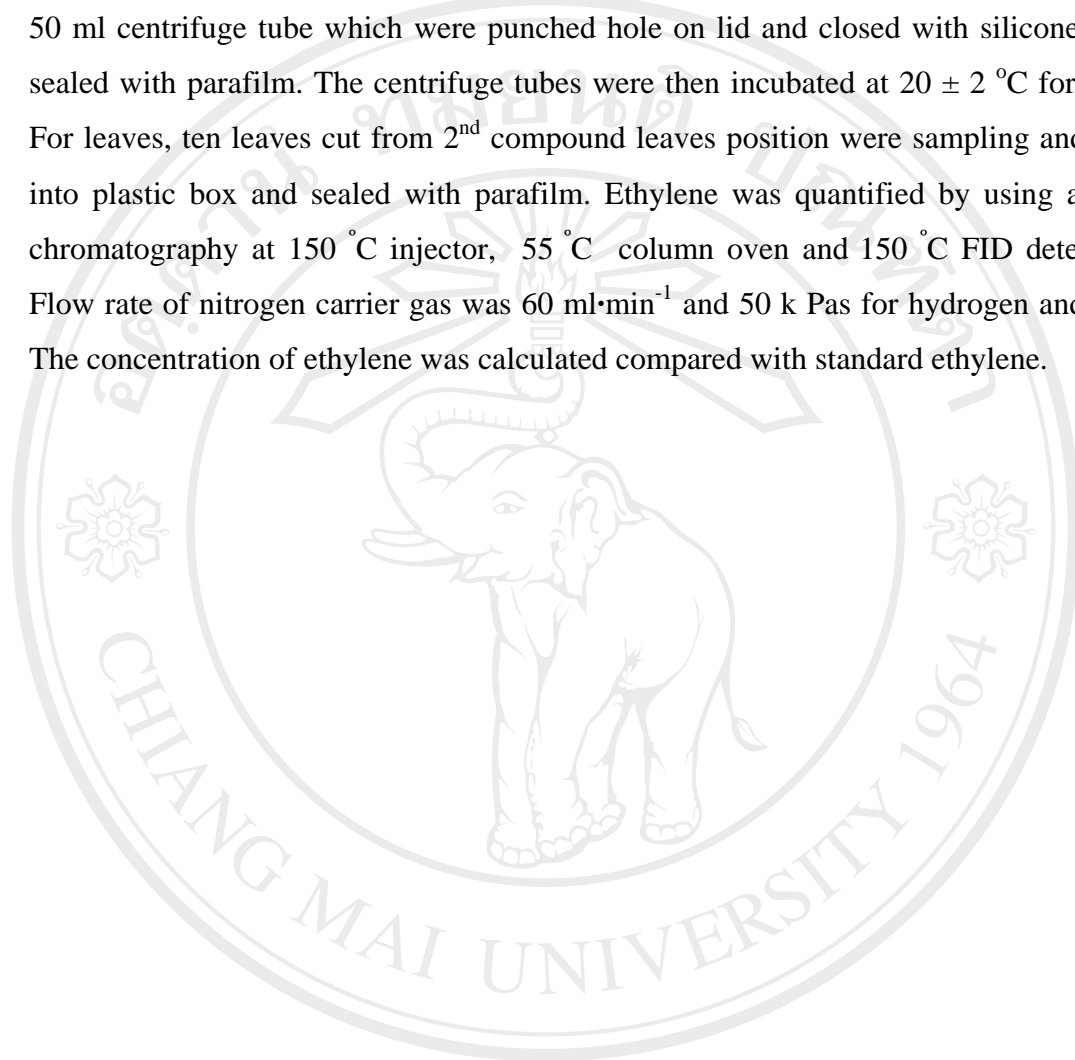 50 ml centrifuge tube which were punched hole on lid and closed with silicone
sealed with parafilm. The centrifuge tubes were then incubated at 20 ± 2 °C for
For leaves, ten leaves cut from 2nd compound leaves position were sampling and
into plastic box and sealed with parafilm. Ethylene was quantified by using a
chromatography at 150 °C injector, 55 °C column oven and 150 °C FID dete
Flow rate of nitrogen carrier gas was 60 ml·min-1 and 50 k Pas for hydrogen and
The concentration of ethylene was calculated compared with standard ethylene.
CHIANG MAI UNIVERSITY 1964